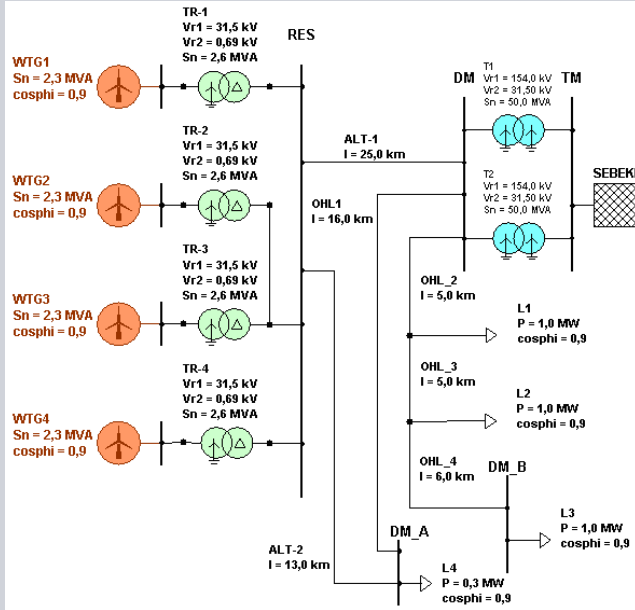 TR-1
Vr1 = 31,5 kV
Vr2 = 0,69 kV
Sn = 2,6 MVA
RES
WTG1
Sn = 2,3 MVA
cosphi = 0,9
T1
Vr1 = 154,0 kV
Vr2 = 31,50 kV
Sn = 50,0 MVA
DM
TM
TR-2
Vr1 = 31,5 kV
Vr2 = 0,69 kV
Sn = 2,6 MVA
ALT-1
l = 25,0 km
T2
Vr1 = 154,0 kV
Vr2 = 31,50 kV
Sn = 50,0 MVA
SEBEKE
WTG2
Sn = 2,3 MVA
cosphi = 0,9
OHL1
l = 16,0 km
TR-3
Vr1 = 31,5 kV
Vr2 = 0,69 kV
Sn = 2,6 MVA
WTG3
Sn = 2,3 MVA
cosphi = 0,9
OHL_2
l = 5,0 km
L1
P = 1,0 MW
cosphi = 0,9
OHL_3
l = 5,0 km
TR-4
Vr1 = 31,5 kV
Vr2 = 0,69 kV
Sn = 2,6 MVA
WTG4
Sn = 2,3 MVA
cosphi = 0,9
L2
P = 1,0 MW
cosphi = 0,9
OHL_4
l = 6,0 km
DM_B
L3
P = 1,0 MW
cosphi = 0,9
ALT-2
l = 13,0 km
DM_A
L4
P = 0,3 MW
cosphi = 0,9